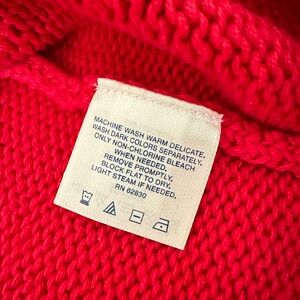 MACHINE WASH WARM DELICATE.
WASH DARK COLORS SEPARATELY.
ONLY NON-CHLORINE BLEACH
WHEN NEEDED.
REMOVE PROMPTLY,
BLOCK FLAT TO DRY.
LIGHT STEAM IF NEEDED.
RN 62630